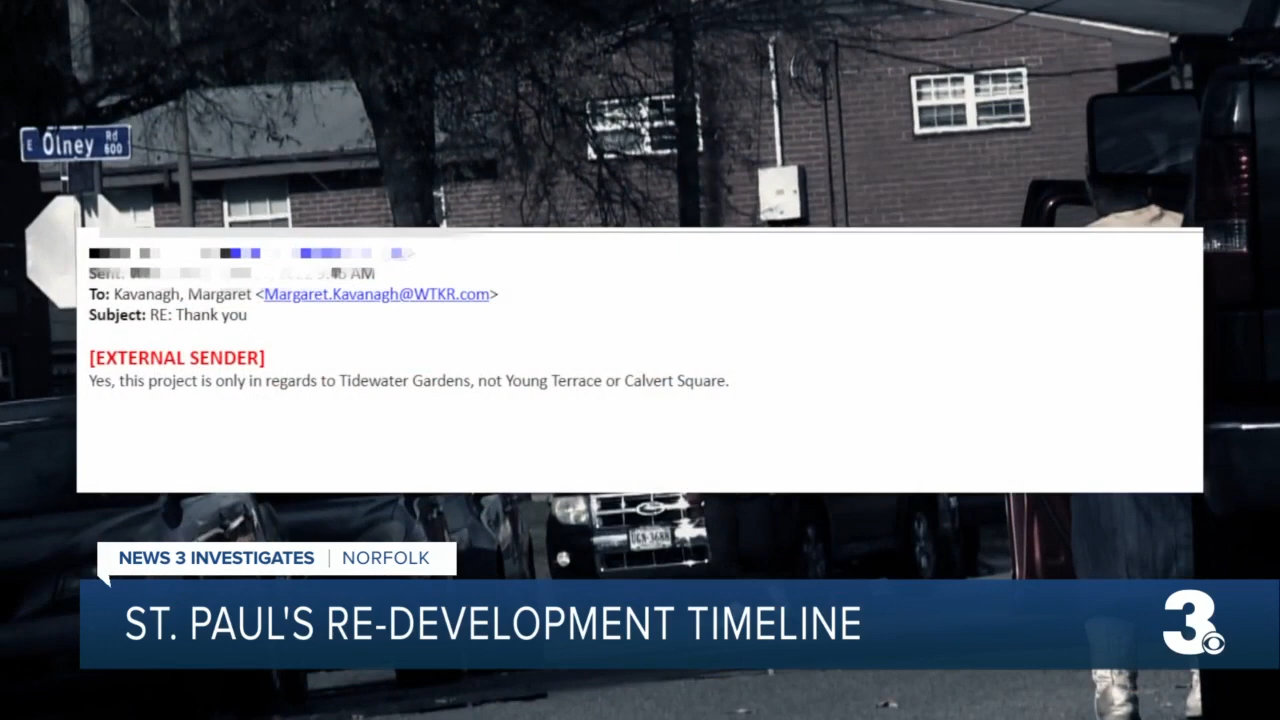 E Olney Rd
600
Sent:
AM
To: Kavanagh, Margaret <Margaret.Kavanagh@WTKR.com>
Subject: RE: Thank you
[EXTERNAL SENDER]
Yes, this project is only in regards to Tidewater Gardens, not Young Terrace or Calvert Square.
NEWS 3 INVESTIGATES | NORFOLK
ST. PAUL'S RE-DEVELOPMENT TIMELINE
3